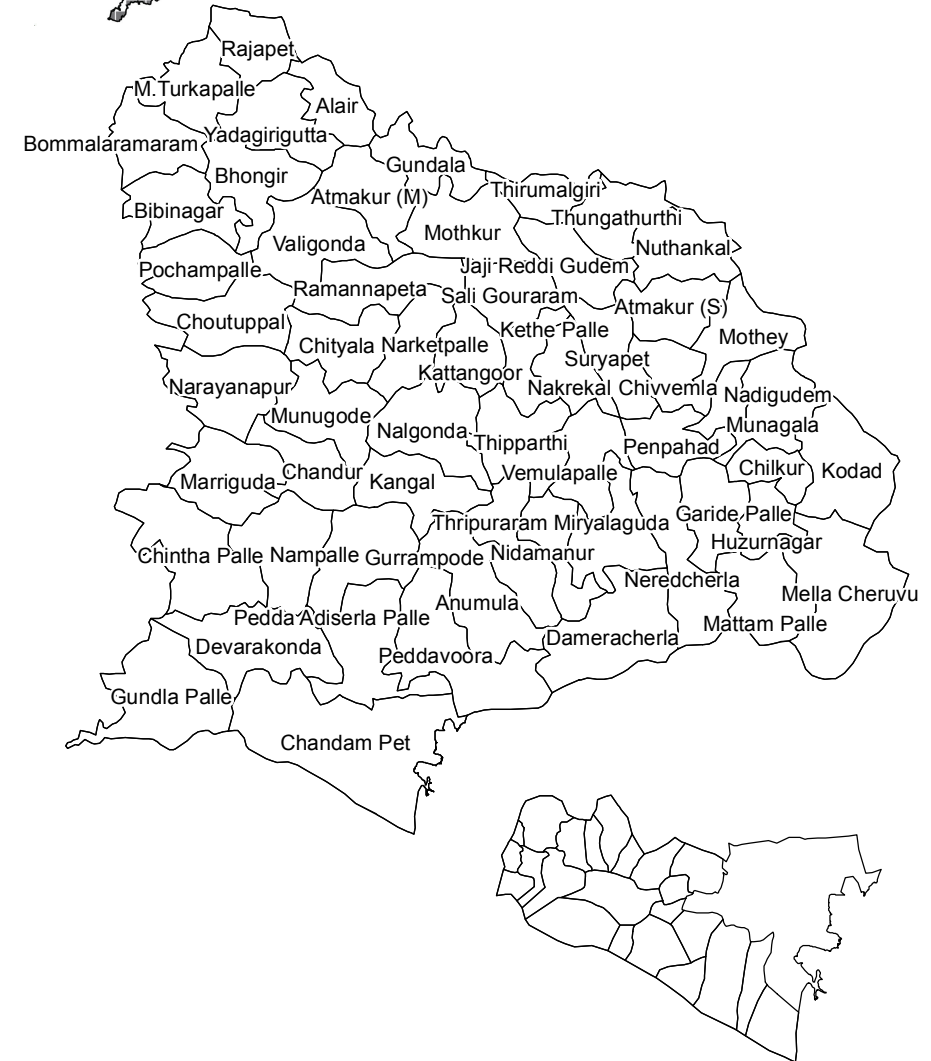 Rajapet
M.Turkapalle
Alair
Yadagirigutta
Bommalaramaram
Gundala
Bhongir
Thirumalgiri
Atmakur (M)
Bibinagar
Thungathurthi
Mothkur
Valigonda
Nuthankal
Pochampalle
Jaji Reddi Gudem
Ramannapeta
Sali Gouraram
Atmakur (S)
Choutuppal
Kethe Palle
Mothey
Chityala
Narketpalle
Suryapet
Kattangoor
Narayanapur
Nakrekal
Chivvemla
Nadigudem
Munugode
Munagala
Nalgonda
Thipparthi
Penpahad
Chandur
Vemulapalle
Chilkur
Kodad
Marriguda
Kangal
Garide Palle
Thripuraram
Miryalaguda
Huzurnagar
Chintha Palle
Nampalle
Gurrampode
Nidamanur
Neredcherla
Mella Cheruvu
Anumula
Pedda Adiserla Palle
Mattam Palle
Dameracherla
Devarakonda
Peddavoora
Gundla Palle
Chandam Pet